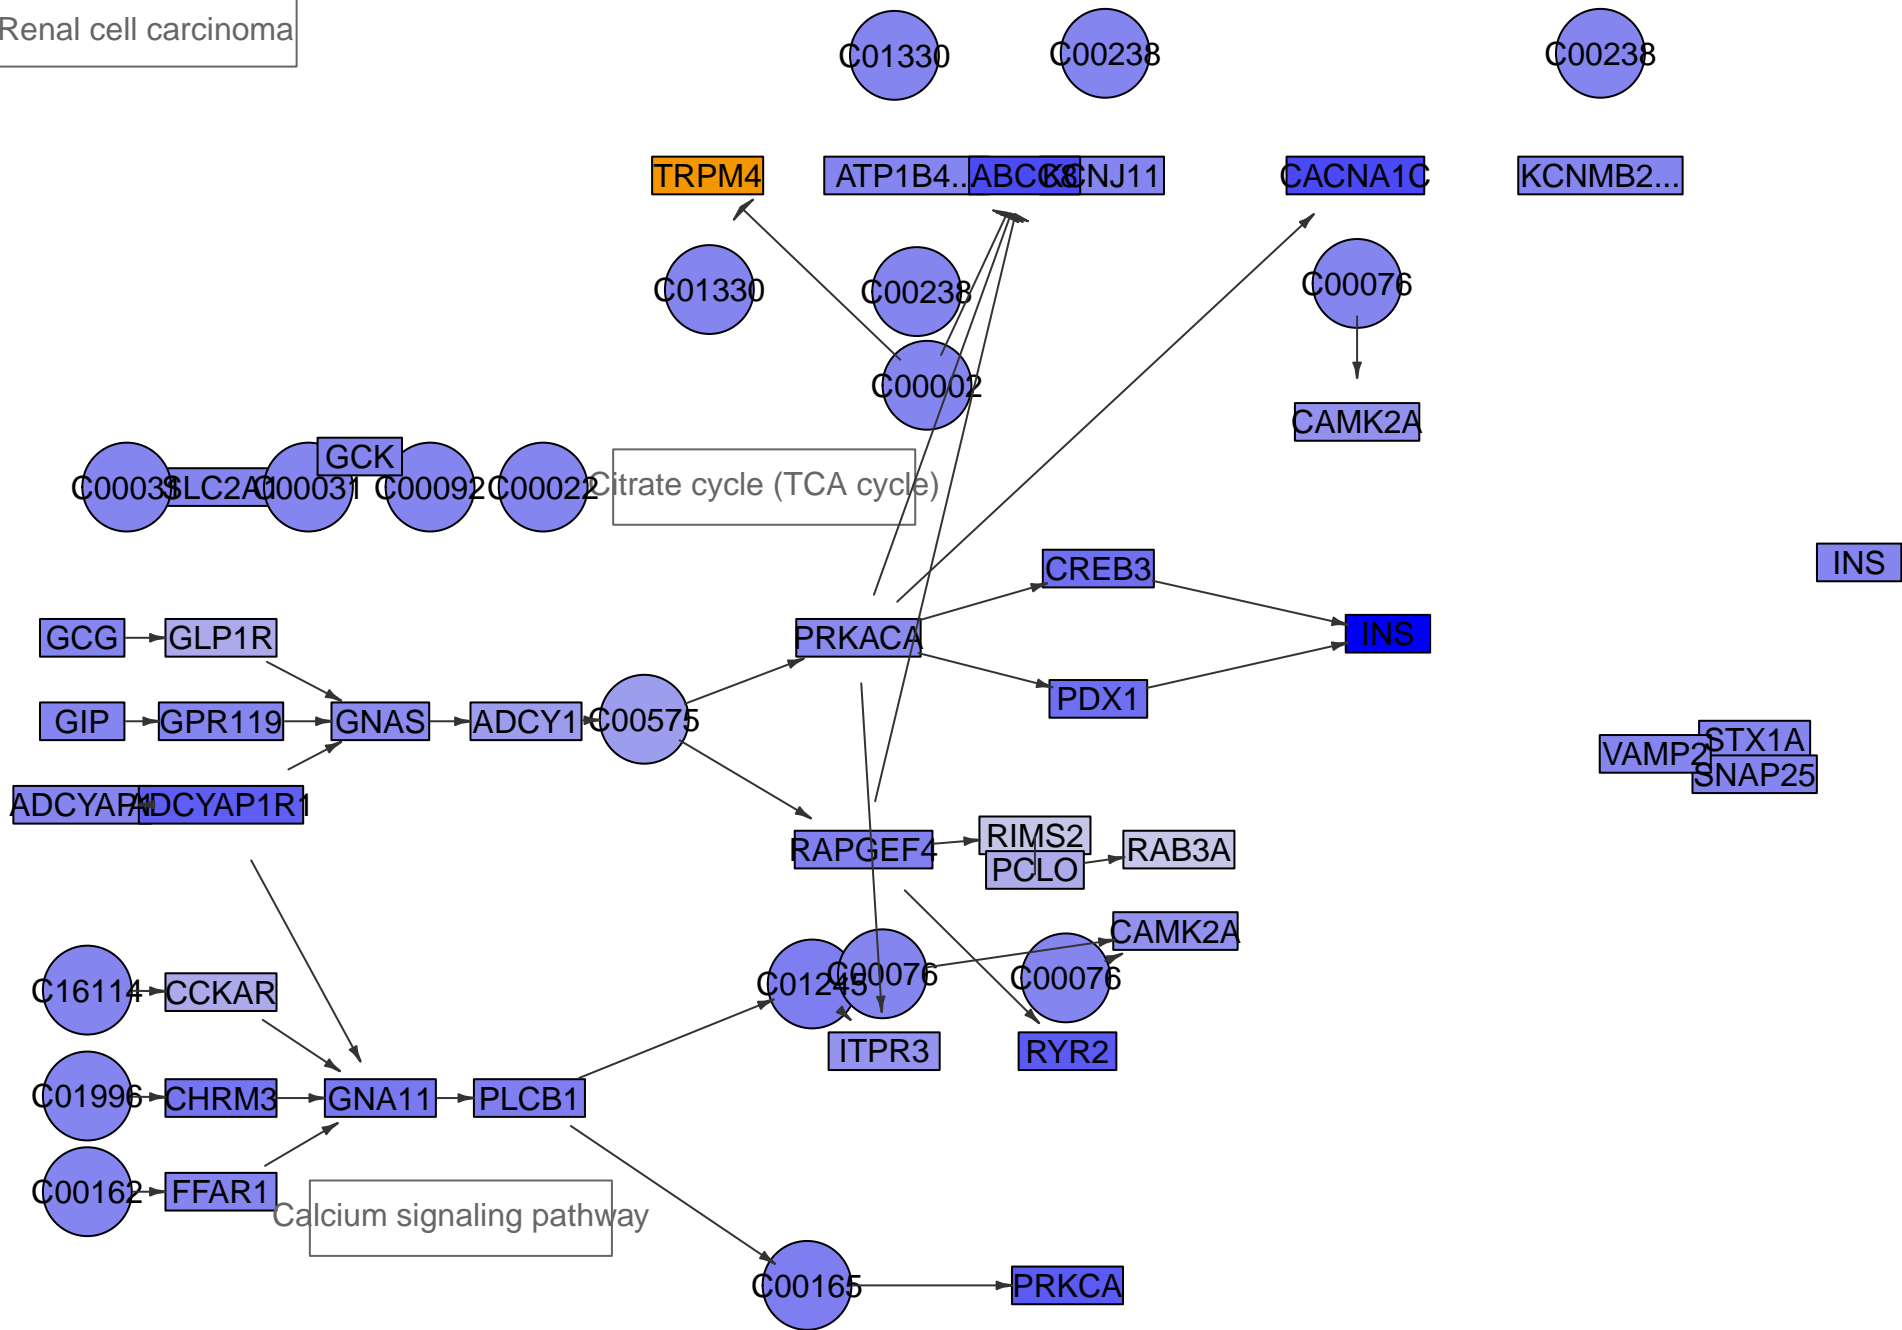 Renal cell carcinoma
C01330
C00238
C00238
TRPM4
ATP1B4...
ABCC8
KCNJ11
CACNA1C
KCNMB2...
C01330
C00238
C00076
C00002
CAMK2A
GCK
C00031
SLC2A1
C00031
C00092
C00022
Citrate cycle (TCA cycle)
CREB3
INS
GCG
GLP1R
PRKACA
INS
PDX1
GIP
GPR119
GNAS
ADCY1
C00575
STX1A
VAMP2
SNAP25
ADCYAP1
ADCYAP1R1
RIMS2
RAPGEF4
RAB3A
PCLO
CAMK2A
C16114
CCKAR
C01245
C00076
C00076
ITPR3
RYR2
C01996
CHRM3
GNA11
PLCB1
C00162
FFAR1
Calcium signaling pathway
C00165
PRKCA